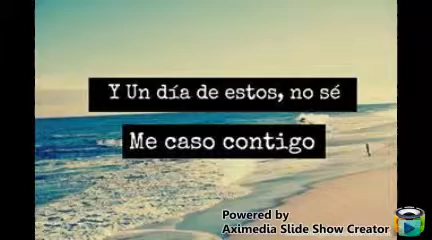 Y Un día de estos, no sé
Me caso contigo
Powered by
Aximedia Slide Show Creator